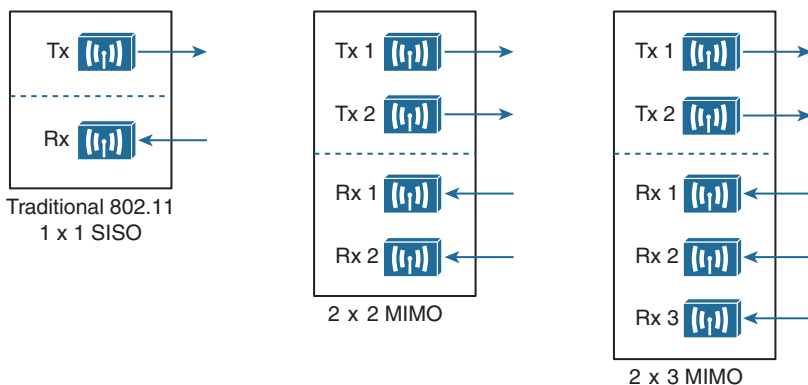 Tx
Rx
Traditional 802.11
1 x 1 SISO
Tx 1
Tx 2
Rx 1
Rx 2
2 x 2 MIMO
Tx 1
Tx 2
Rx 1
Rx 2
Rx 3
2 x 3 MIMO